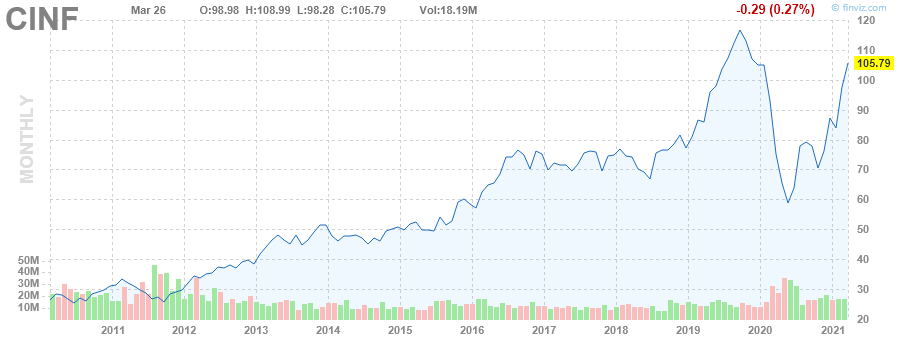 CINF Mar 26 O:98.98 H:108.99 L:98.28 C:105.79 Vol:18.19M -0.29 (0.27%) © finviz.com
MONTHLY
120
110
105.79
100
90
80
70
60
50
40
30
20
50M
40M
30M
20M
10M
2011 2012 2013 2014 2015 2016 2017 2018 2019 2020 2021